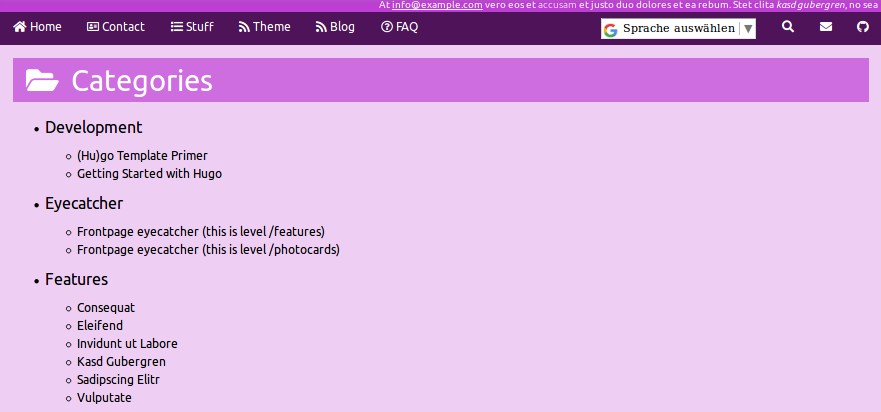 At info@example.com vero eos et accusam et justo duo dolores et ea rebum. Stet clita kasd gubergren, no sea
Home Contact Stuff Theme Blog FAQ Sprache auswählen ▼
Categories
• Development
○ (Hu)go Template Primer
○ Getting Started with Hugo
• Eyecatcher
○ Frontpage eyecatcher (this is level /features)
○ Frontpage eyecatcher (this is level /photocards)
• Features
○ Consequat
○ Eleifend
○ Invidunt ut Labore
○ Kasd Gubergren
○ Sadipscing Elitr
○ Vulputate